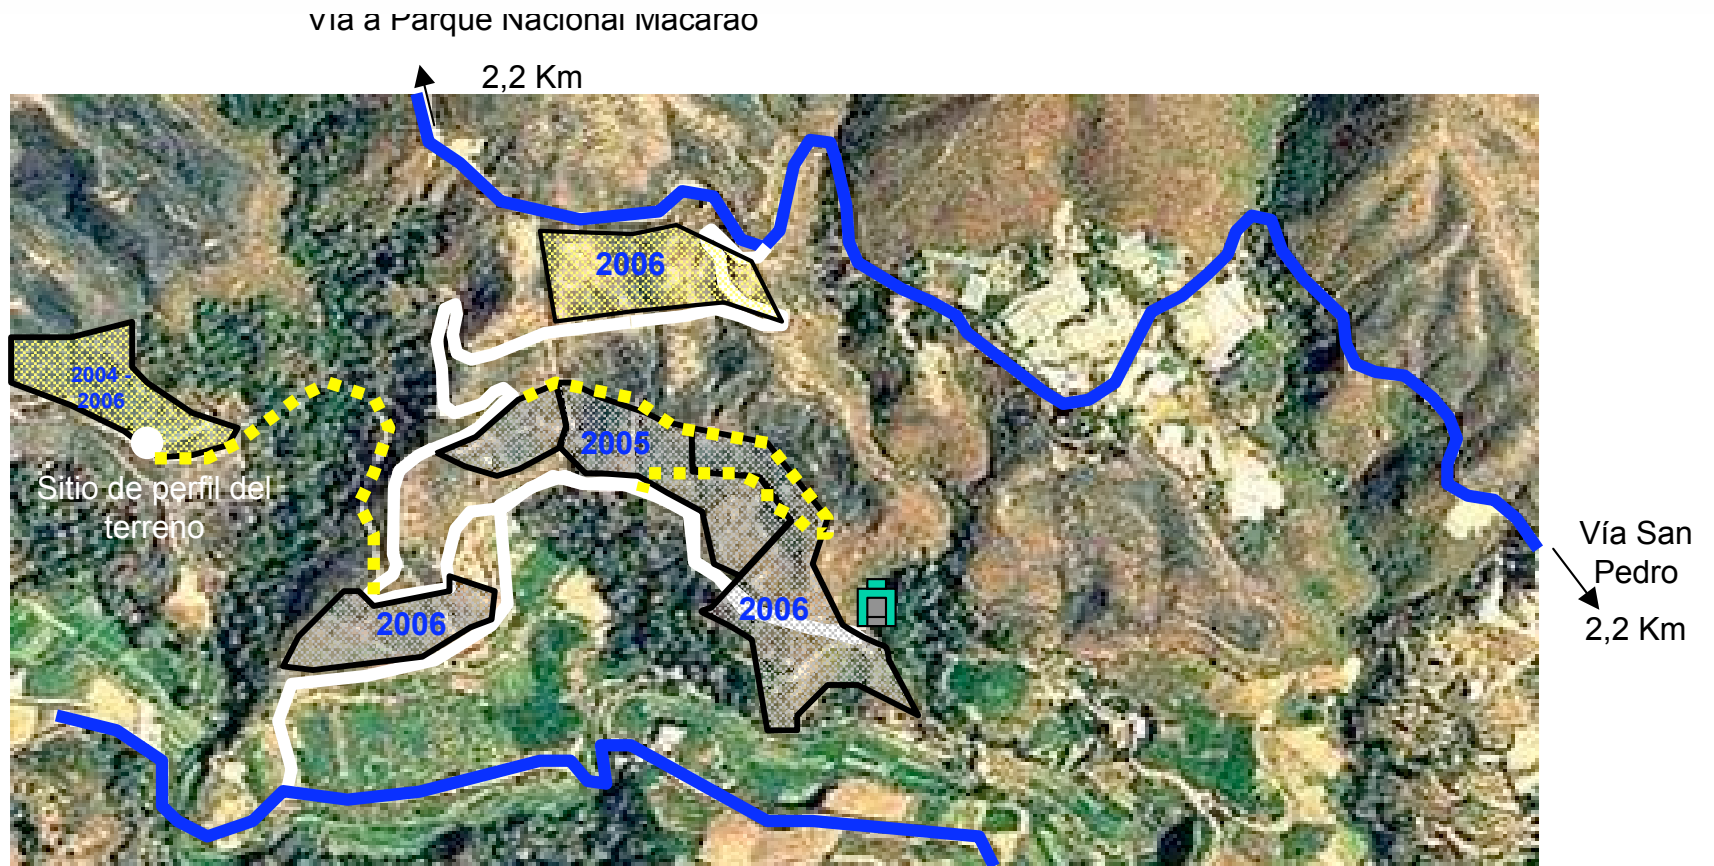 Vía a Parque Nacional Macarao
2,2 Km
2006
2004 -
2006
2005
Sitio de perfil del
terreno
Vía San
Pedro
2,2 Km
2006
2006